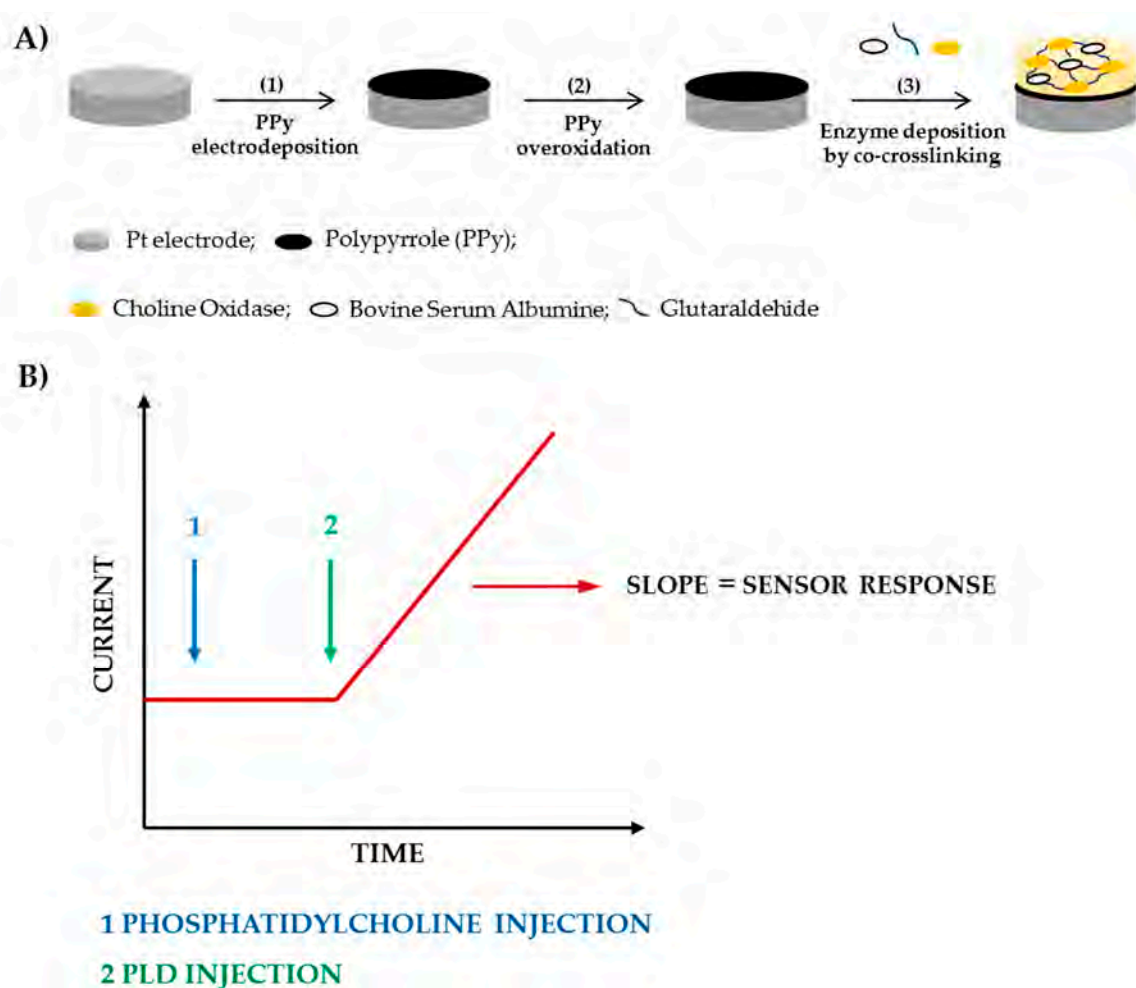 A)
(1)
PPy
electrodeposition
(2)
PPy
overoxidation
(3)
Enzyme deposition
by co-crosslinking
Pt electrode; Polypyrrole (PPy);
Choline Oxidase; Bovine Serum Albumine; Glutaraldehide
B)
CURRENT
1
2
SLOPE = SENSOR RESPONSE
TIME
1 PHOSPHATIDYLCHOLINE INJECTION
2 PLD INJECTION